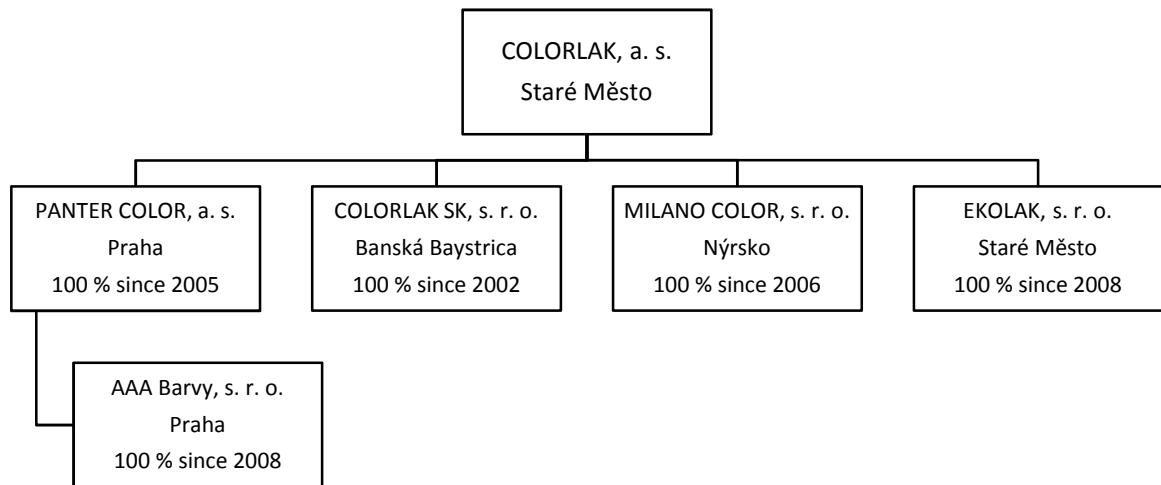 COLORLAK, a. s.
Staré Město
PANTER COLOR, a. s.
Praha
100 % since 2005
COLORLAK SK, s. r. o.
Banská Baystrica
100 % since 2002
MILANO COLOR, s. r. o.
Nýrsko
100 % since 2006
EKOLAK, s. r. o.
Staré Město
100 % since 2008
AAA Barvy, s. r. o.
Praha
100 % since 2008